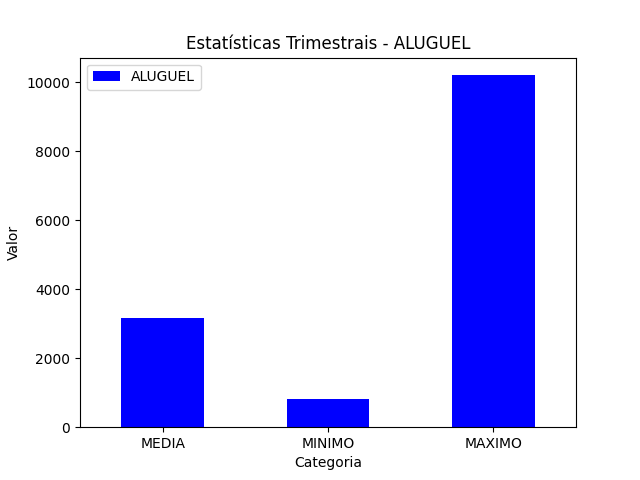 Estatísticas Trimestrais - ALUGUEL
ALUGUEL
10000
8000
6000
4000
2000
0
Valor
MEDIA
MINIMO
MAXIMO
Categoria